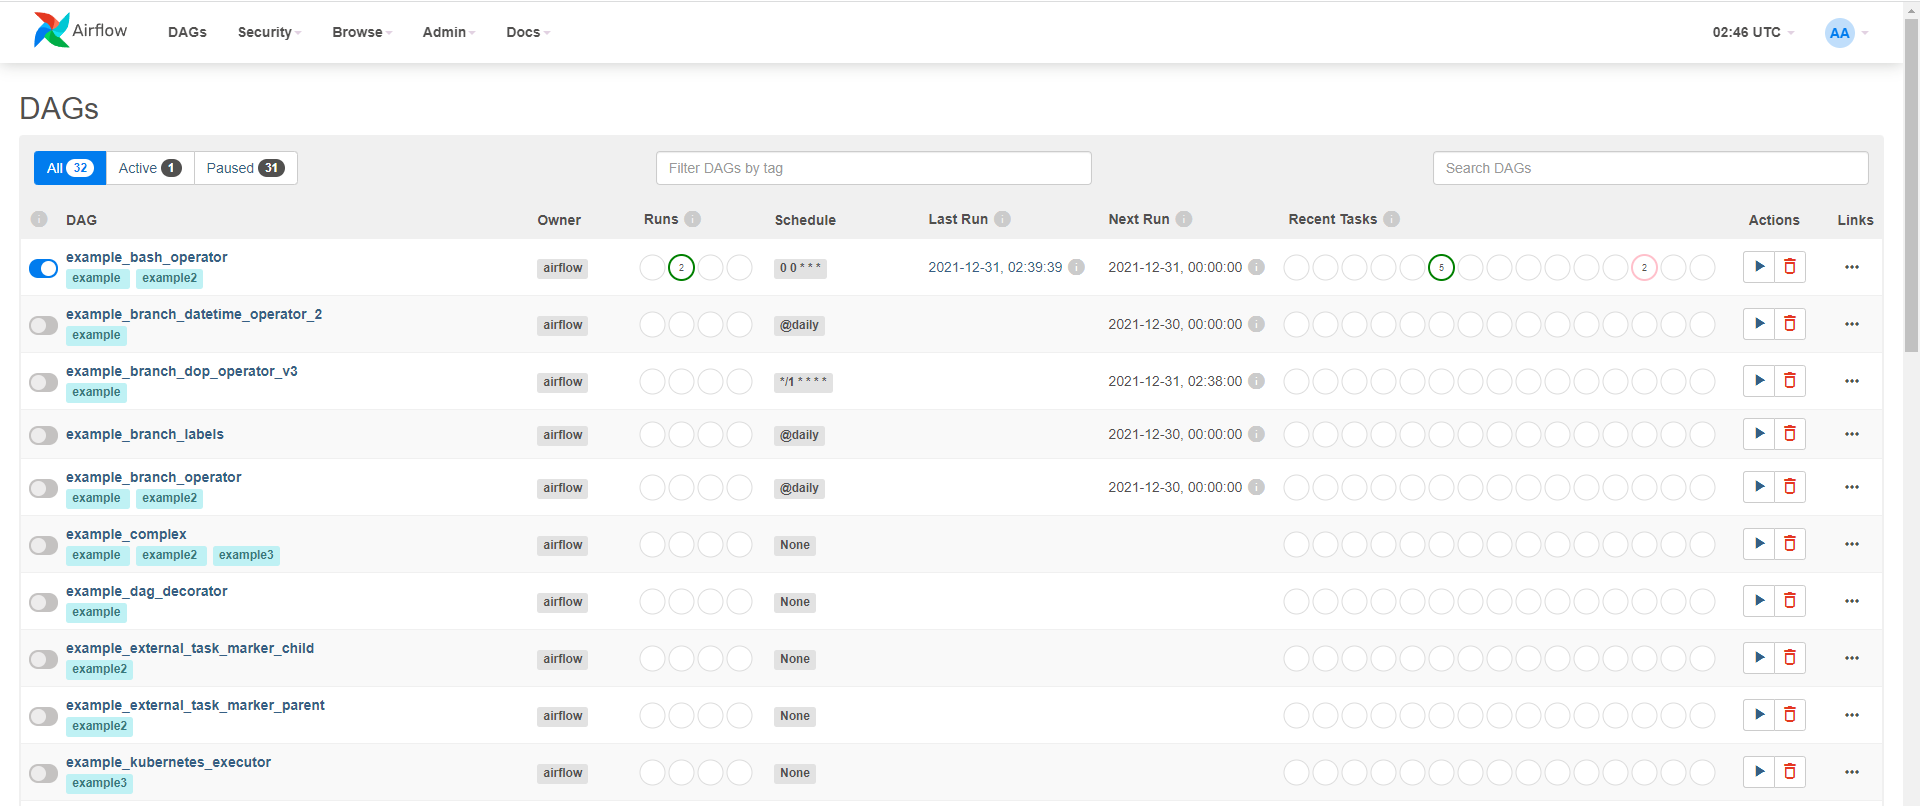 Airflow DAGs Security Browse Admin Docs 02:46 UTC AA
DAGs
All 32 Active 1 Paused 31 Filter DAGs by tag Search DAGs
DAG Owner Runs Schedule Last Run Next Run Recent Tasks Actions Links
example_bash_operator
example example2 airflow 2 0 0 * * * 2021-12-31, 02:39:39 2021-12-31, 00:00:00 5 2
example_branch_datetime_operator_2
example airflow @daily 2021-12-30, 00:00:00
example_branch_dop_operator_v3
example airflow */1 * * * * 2021-12-31, 02:38:00
example_branch_labels airflow @daily 2021-12-30, 00:00:00
example_branch_operator
example example2 airflow @daily 2021-12-30, 00:00:00
example_complex
example example2 example3 airflow None
example_dag_decorator
example airflow None
example_external_task_marker_child
example2 airflow None
example_external_task_marker_parent
example2 airflow None
example_kubernetes_executor
example3 airflow None